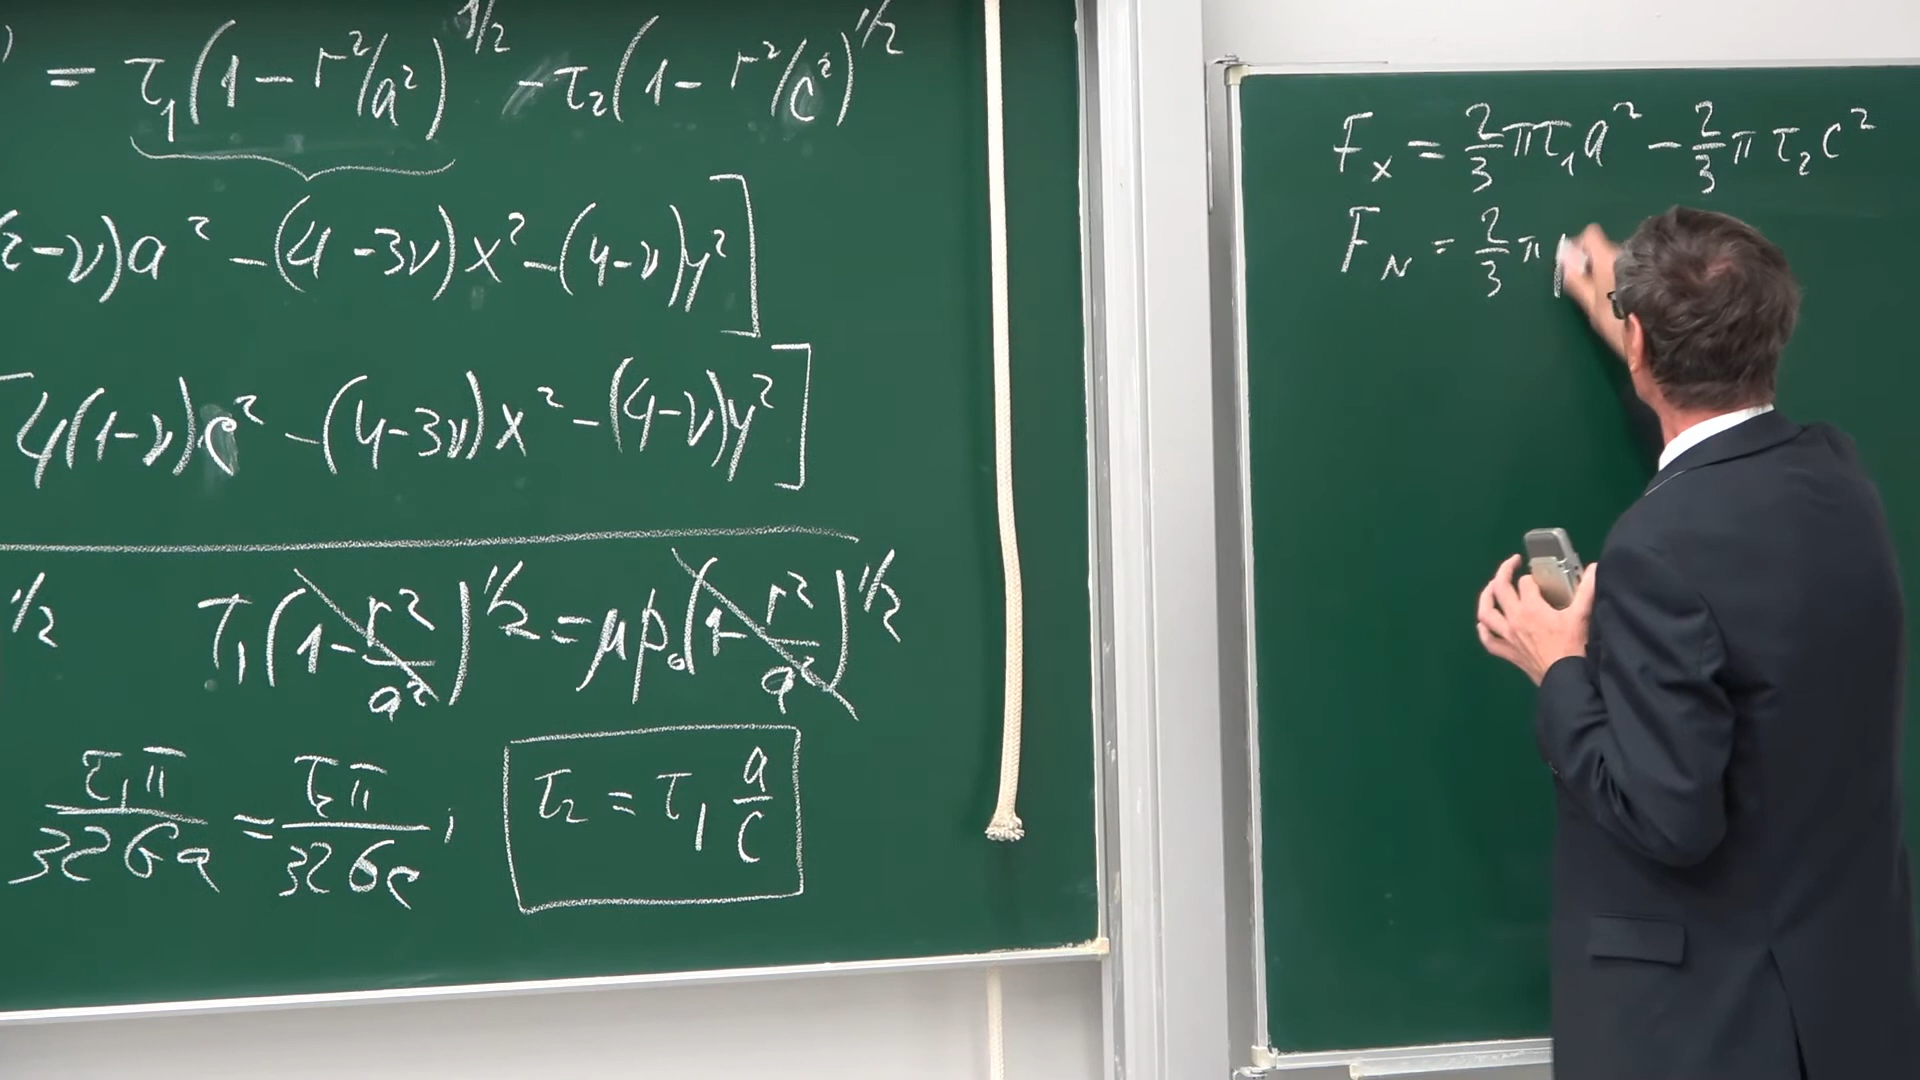 ) = τ₁(1 - r²/a²)^1/2 - τ₂(1 - r²/c²)^1/2
(2-ν)a² - (4-3ν)x² - (4-ν)y²]
4(1-ν)c² - (4-3ν)x² - (4-ν)y²]
1/2 τ₁(1 - r²/a²)^1/2 = μp₀(1 - r²/a²)^1/2
τ₁π/32Ga = τ₂π/32Gc ; τ₂ = τ₁ a/c
F_x = 2/3 πτ₁a² - 2/3 πτ₂c²
F_N = 2/3 π p